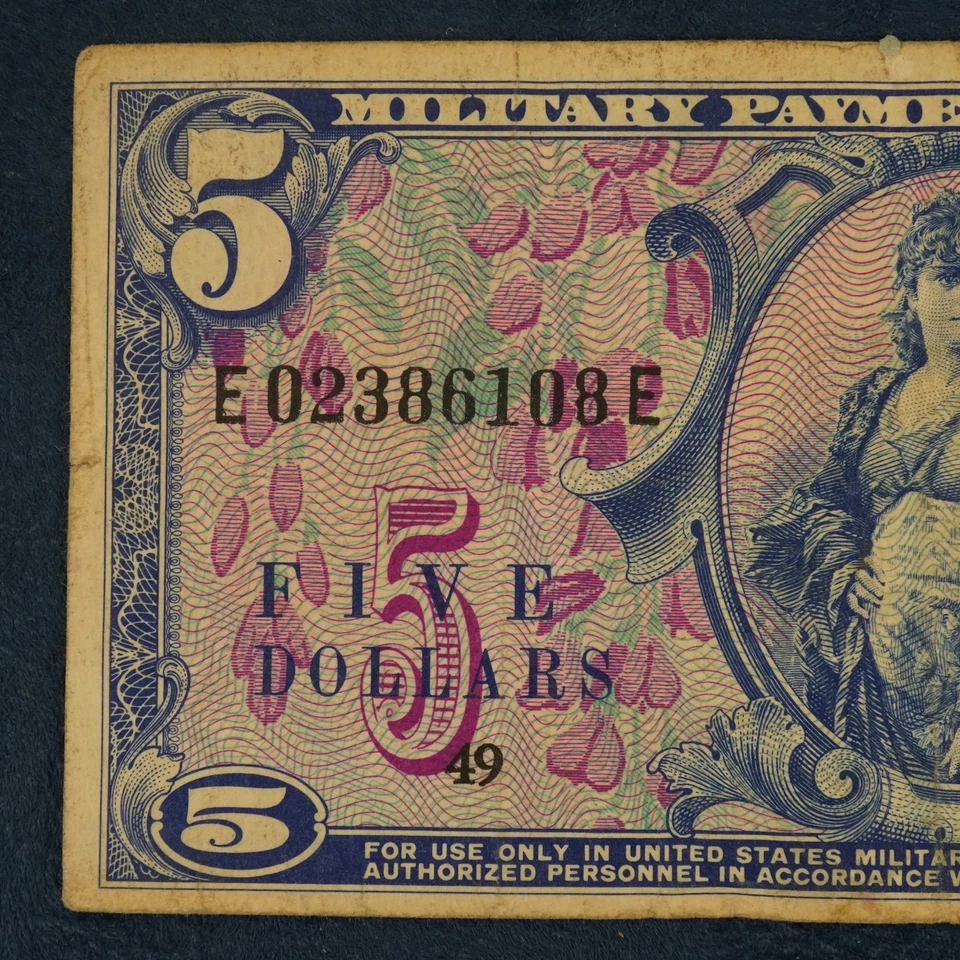 5 MILITARY PAYME
E02386108E
5
FIVE
DOLLARS
49
5 FOR USE ONLY IN UNITED STATES MILITAR
AUTHORIZED PERSONNEL IN ACCORDANCE W